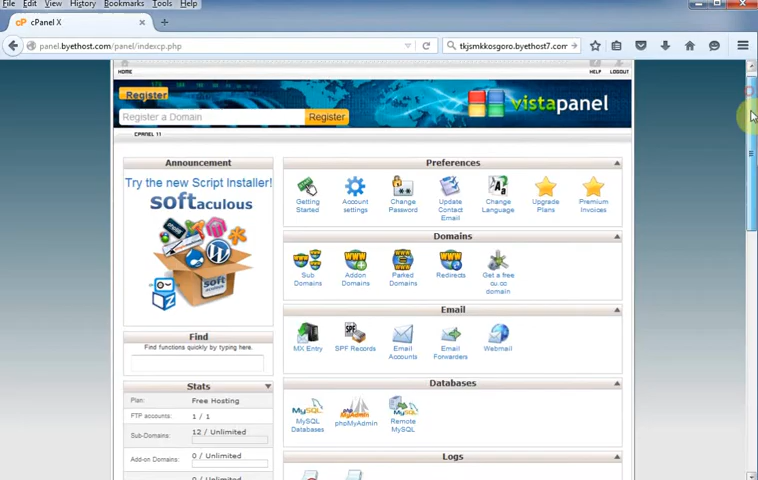 File Edit View History Bookmarks Tools Help
cP cPanel X
panel.byethost.com/panel/indexcp.php
tkjsmkkosgoro.byethost7.com
HOME
HELP LOGOUT
Register
Register a Domain
Register
vistapanel
CPANEL 11
Announcement
Try the new Script Installer!
softaculous
soft
Find
Find functions quickly by typing here.
Stats
Plan: Free Hosting
FTP accounts: 1 / 1
Sub-Domains: 12 / Unlimited
Add-on Domains: 0 / Unlimited
Preferences
Getting Started
Account settings
Change Password
Update Contact Email
Change Language
Upgrade Plans
Premium Invoices
Domains
Sub Domains
Addon Domains
Parked Domains
Redirects
Get a free cu cc domain
Email
MX Entry
SPF Records
Email Accounts
Email Forwarders
Webmail
Databases
MySQL Databases
phpMyAdmin
Remote MySQL
Logs